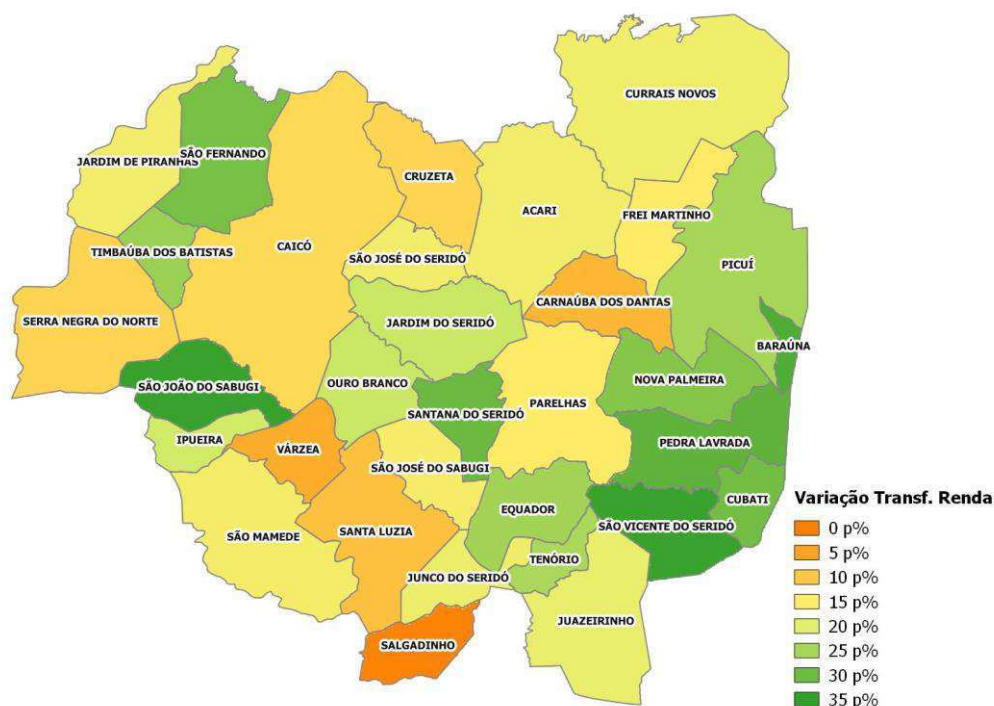 CURRAIS NOVOS
SÃO FERNANDO
JARDIM DE PIRANHAS
CRUZETA
ACARI
FREI MARTINHO
TIMBAÚBA DOS BATISTAS
CAICÓ
SÃO JOSÉ DO SERIDÓ
PICUÍ
CARNAÚBA DOS DANTAS
SERRA NEGRA DO NORTE
JARDIM DO SERIDÓ
BARAÚNA
SÃO JOÃO DO SABUGI
OURO BRANCO
NOVA PALMEIRA
SANTANA DO SERIDÓ
PARELHAS
IPUEIRA
VÁRZEA
PEDRA LAVRADA
SÃO JOSÉ DO SABUGI
CUBATI
EQUADOR
SÃO VICENTE DO SERIDÓ
SÃO MAMEDE
SANTA LUZIA
TENÓRIO
JUNCO DO SERIDÓ
JUAZEIRINHO
SALGADINHO
Variação Transf. Renda
0 p%
5 p%
10 p%
15 p%
20 p%
25 p%
30 p%
35 p%